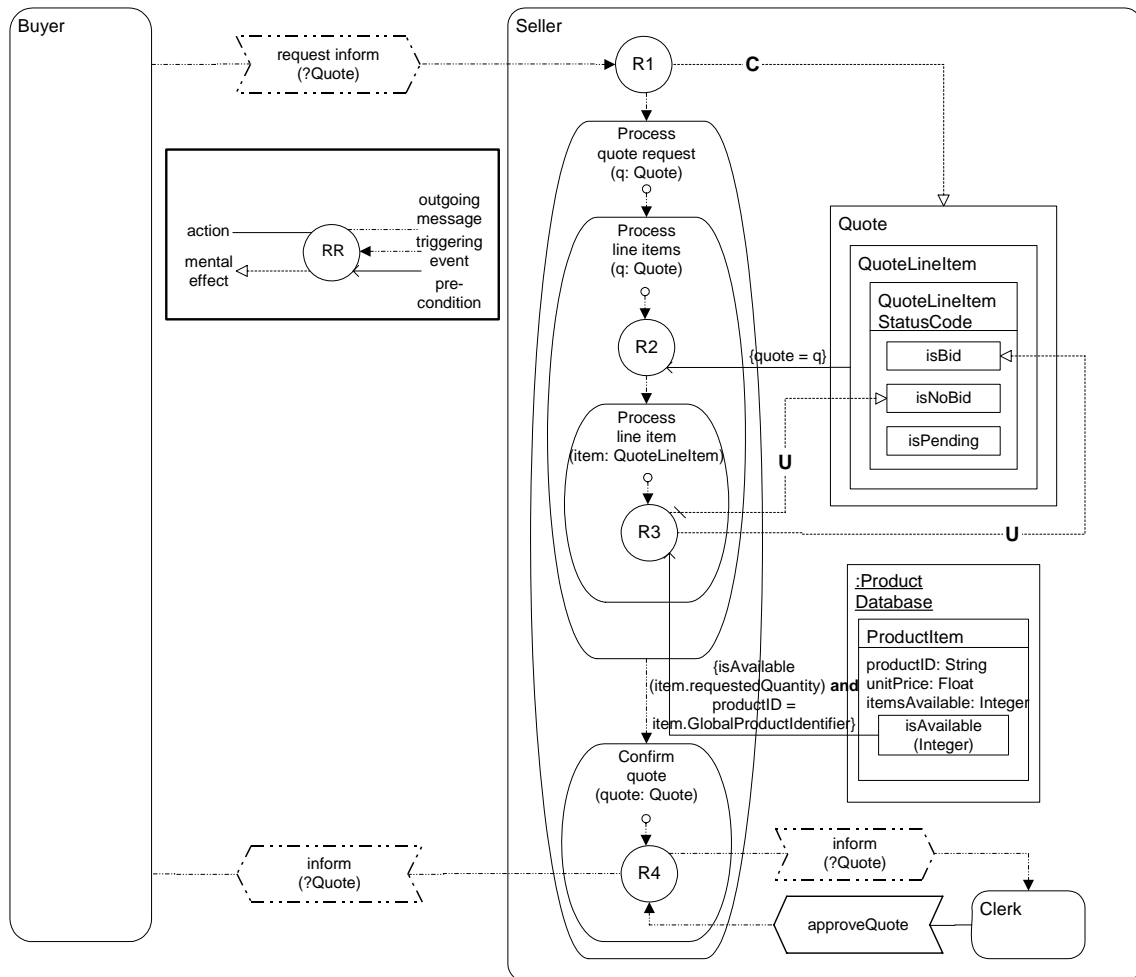 Buyer
request inform
(?Quote)
Seller
R1
C
Process
quote request
(q: Quote)
outgoing
message
action
RR
triggering
event
mental
effect
pre-
condition
Process
line items
(q: Quote)
Quote
QuoteLineItem
QuoteLineItem
StatusCode
isBid
isNoBid
isPending
R2
{quote = q}
Process
line item
(item: QuoteLineItem)
U
R3
U
:Product
Database
ProductItem
productID: String
unitPrice: Float
itemsAvailable: Integer
isAvailable
(Integer)
{isAvailable
(item.requestedQuantity) and
productID =
item.GlobalProductIdentifier}
Confirm
quote
(quote: Quote)
R4
inform
(?Quote)
inform
(?Quote)
approveQuote
Clerk